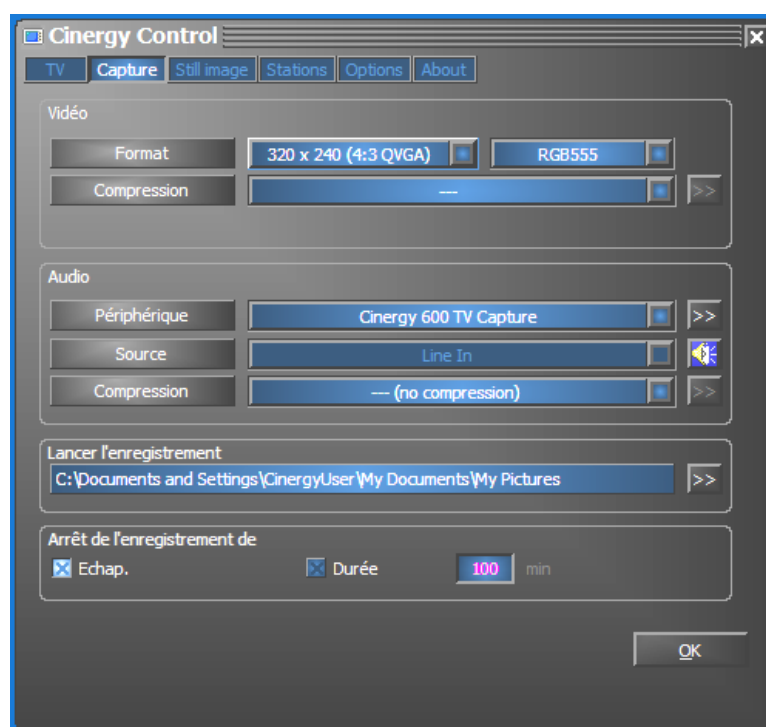 Cinergy Control
TV Capture Still image Stations Options About
Vidéo
Format 320 x 240 (4:3 QVGA) RGB555
Compression --- >>
Audio
Périphérique Cinergy 600 TV Capture >>
Source Line In
Compression --- (no compression) >>
Lancer l'enregistrement
C:\Documents and Settings\CinergyUser\My Documents\My Pictures >>
Arrêt de l'enregistrement de
Echap. Durée 100 min
OK